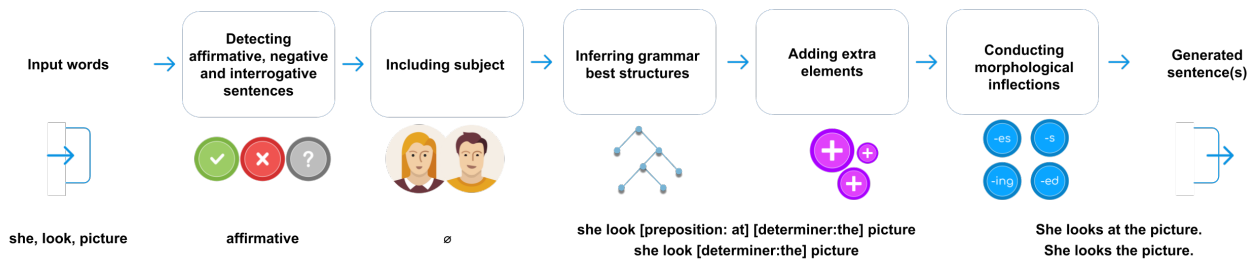 Input words
Detecting
affirmative, negative
and interrogative
sentences
Including subject
Inferring grammar
best structures
Adding extra
elements
Conducting
morphological
inflections
Generated
sentence(s)
?
-es
-s
-ing
-ed
she, look, picture
affirmative
ø
she look [preposition: at] [determiner:the] picture
she look [determiner:the] picture
She looks at the picture.
She looks the picture.